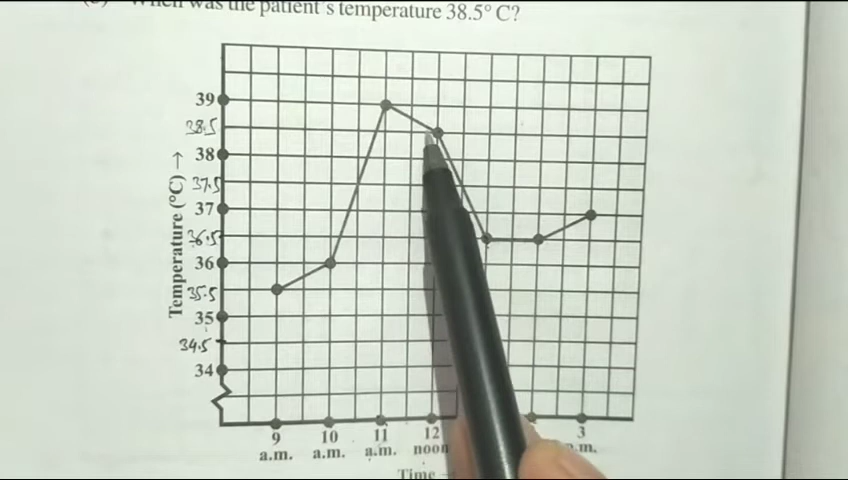 When was the patient's temperature 38.5° C?
39
38.5
38
37.5
37
36.5
36
35.5
35
34.5
34
Temperature (°C) →
9 10 11 12 3
a.m. a.m. a.m. noon p.m.
Time